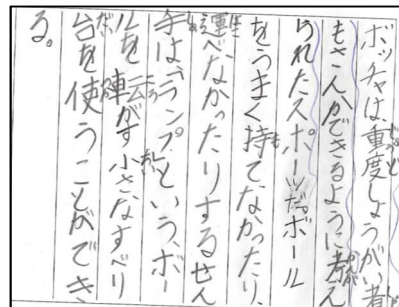 ボッチャは、重度しょうがい者
もさんかできるように考え
られたスポーツだ。ボール
をうまく持てなかったり、
運べなかったりするせん
手は、「ランプ」という、ボー
ルを転がす小さなすべり
台を使うことができ
る。